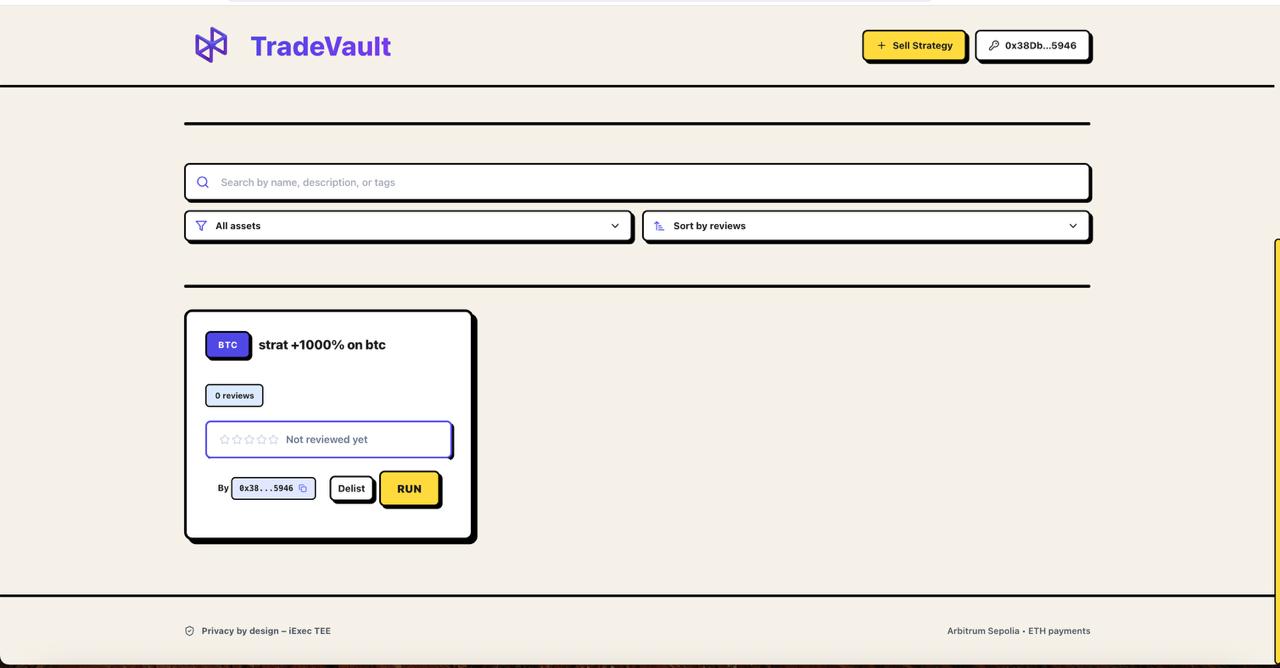 TradeVault
Sell Strategy
0x38Db...5946
Search by name, description, or tags
All assets
Sort by reviews
BTC
strat +1000% on btc
0 reviews
Not reviewed yet
By 0x38...5946
Delist
RUN
Privacy by design – iExec TEE
Arbitrum Sepolia • ETH payments